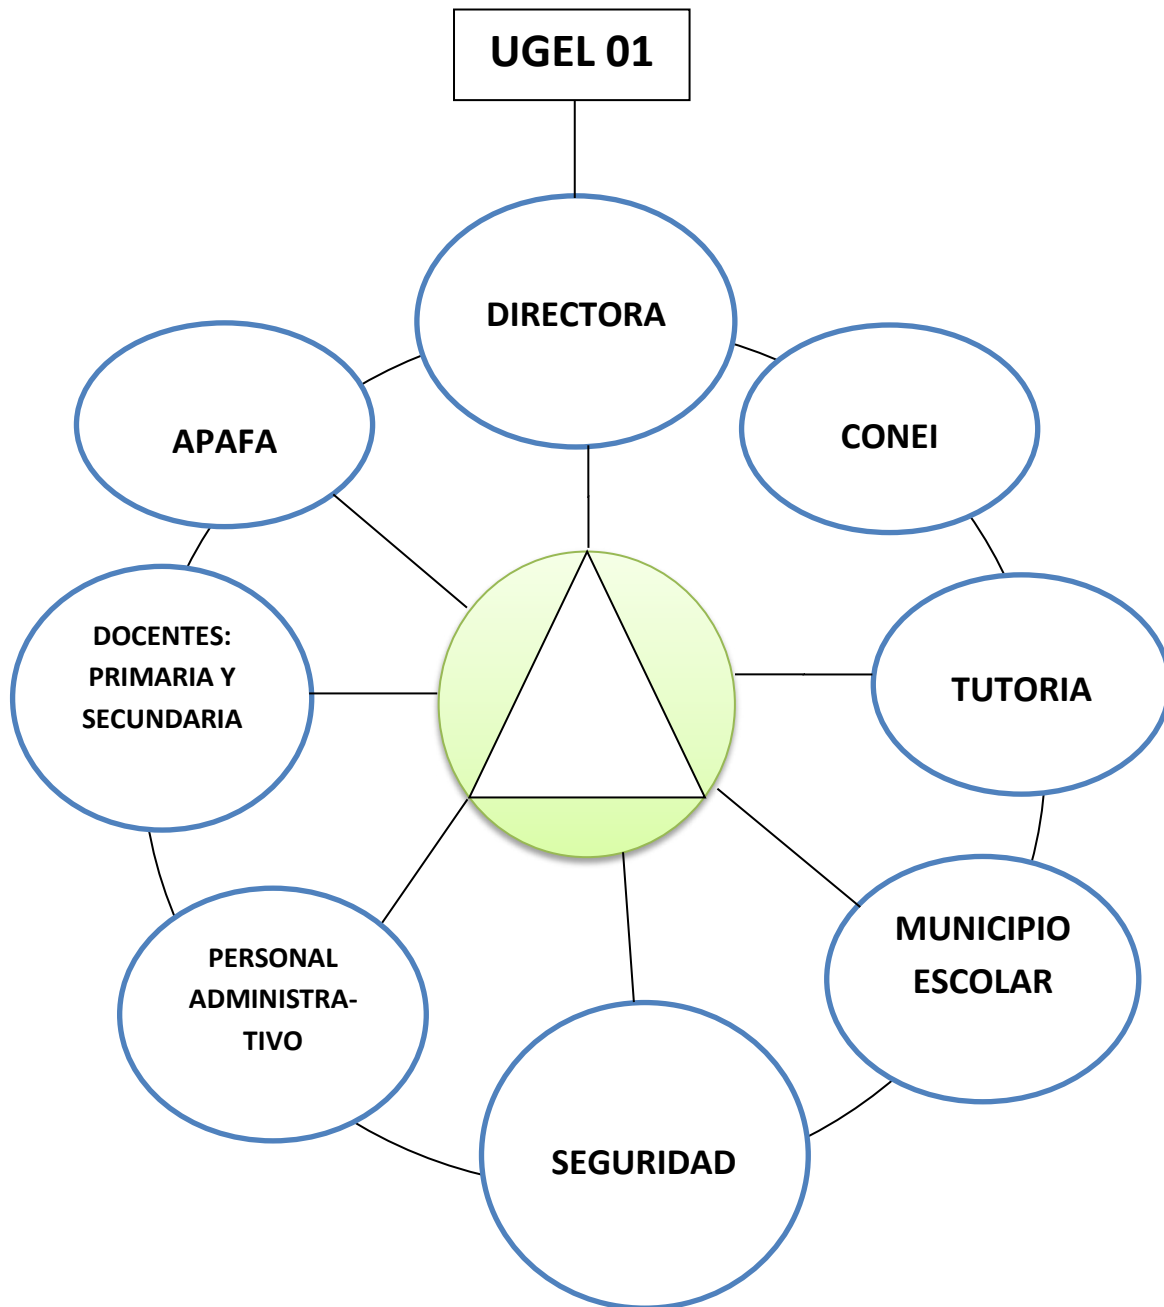 UGEL 01
DIRECTORA
APAFA
CONEI
DOCENTES:
PRIMARIA Y
SECUNDARIA
TUTORIA
MUNICIPIO
ESCOLAR
PERSONAL
ADMINISTRA-
TIVO
SEGURIDAD